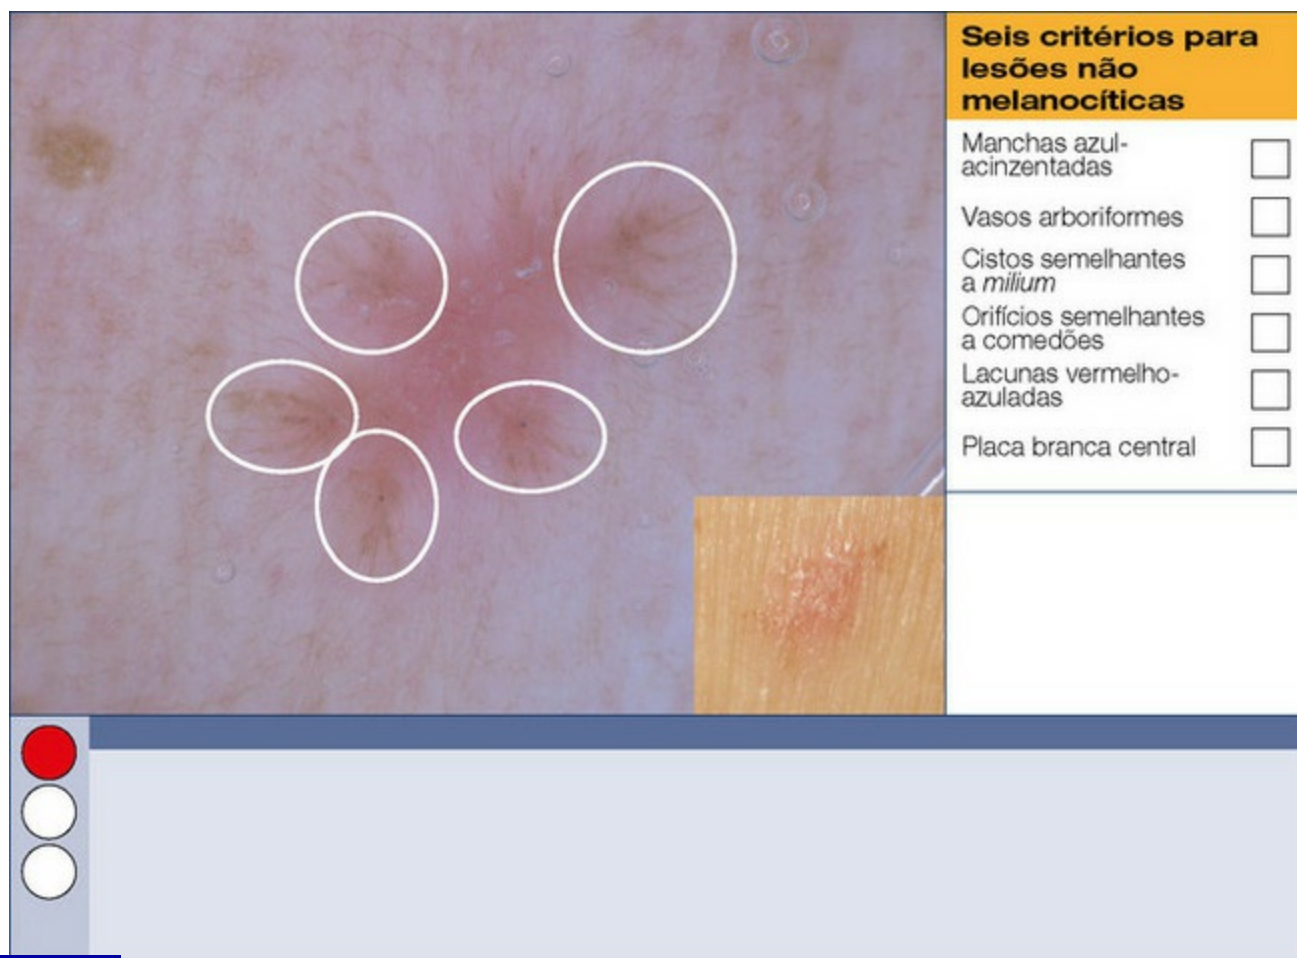 Seis critérios para
lesões não
melanocíticas
Manchas azul-
acinzentadas
Vasos arboriformes
Cistos semelhantes
a milium
Orifícios semelhantes
a comedões
Lacunas vermelho-
azuladas
Placa branca central